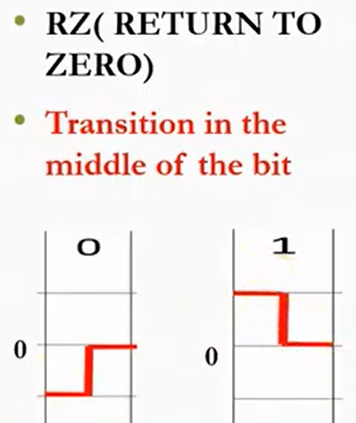 RZ( RETURN TO
ZERO)
Transition in the
middle of the bit
0 1
0 0